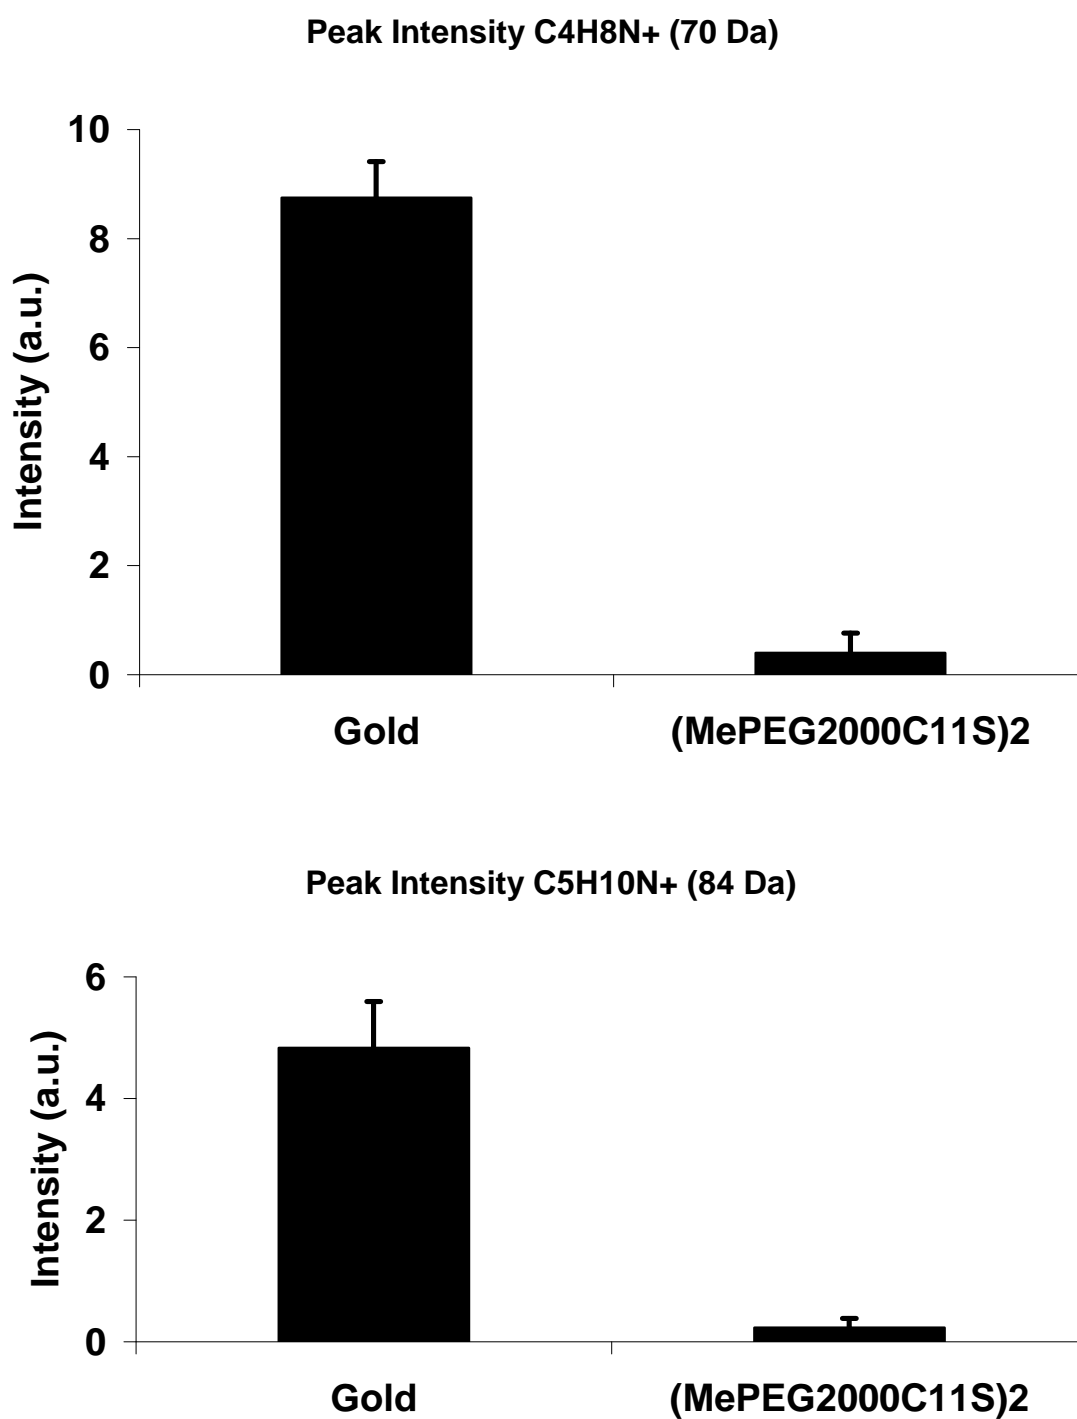 Peak Intensity C4H8N+ (70 Da)
Intensity (a.u.)
10
8
6
4
2
0
Gold
(MePEG2000C11S)2
Peak Intensity C5H10N+ (84 Da)
Intensity (a.u.)
6
4
2
0
Gold
(MePEG2000C11S)2